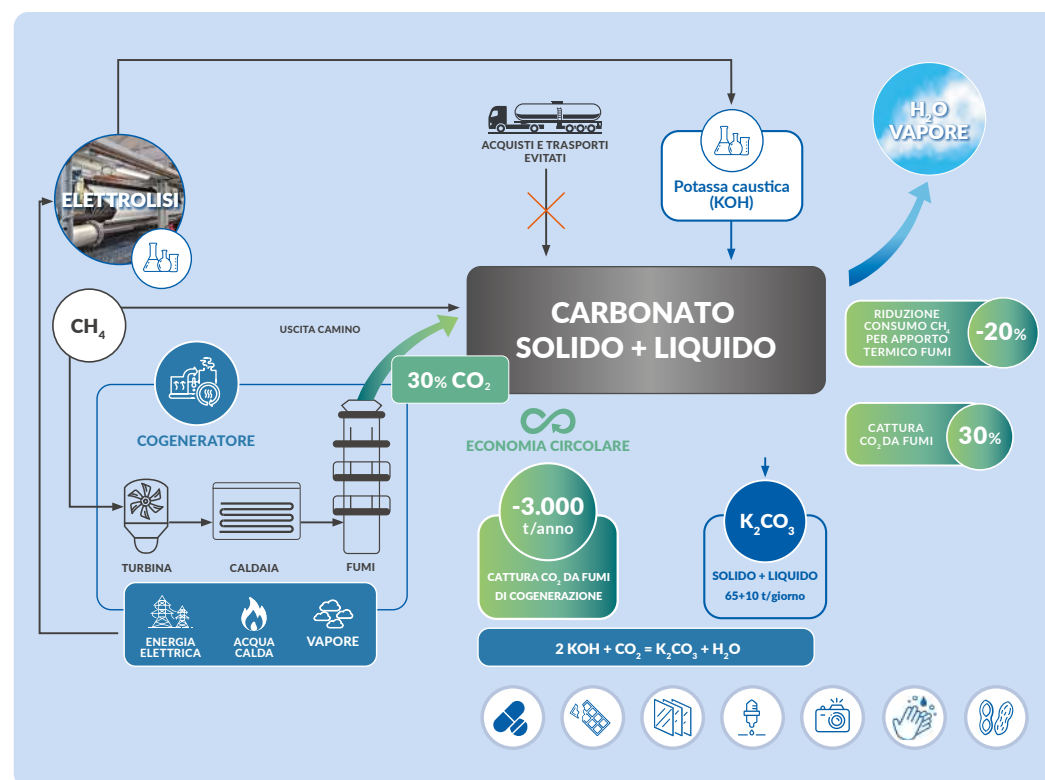 H₂O
VAPORE
ACQUISTI E TRASPORTI
EVITATI
Potassa caustica
(KOH)
ELETTROLISI
CH₄
USCITA CAMINO
CARBONATO
SOLIDO + LIQUIDO
RIDUZIONE
CONSUMO CH₄
PER APPORTO
TERMICO FUMI
-20%
30% CO₂
COGENERATORE
ECONOMIA CIRCOLARE
CATTURA
CO₂ DA FUMI
30%
-3.000
t/anno
CATTURA CO₂ DA FUMI
DI COGENERAZIONE
K₂CO₃
SOLIDO + LIQUIDO
65+10 t/giorno
TURBINA
CALDAIA
FUMI
ENERGIA
ELETTRICA
ACQUA
CALDA
VAPORE
2 KOH + CO₂ = K₂CO₃ + H₂O